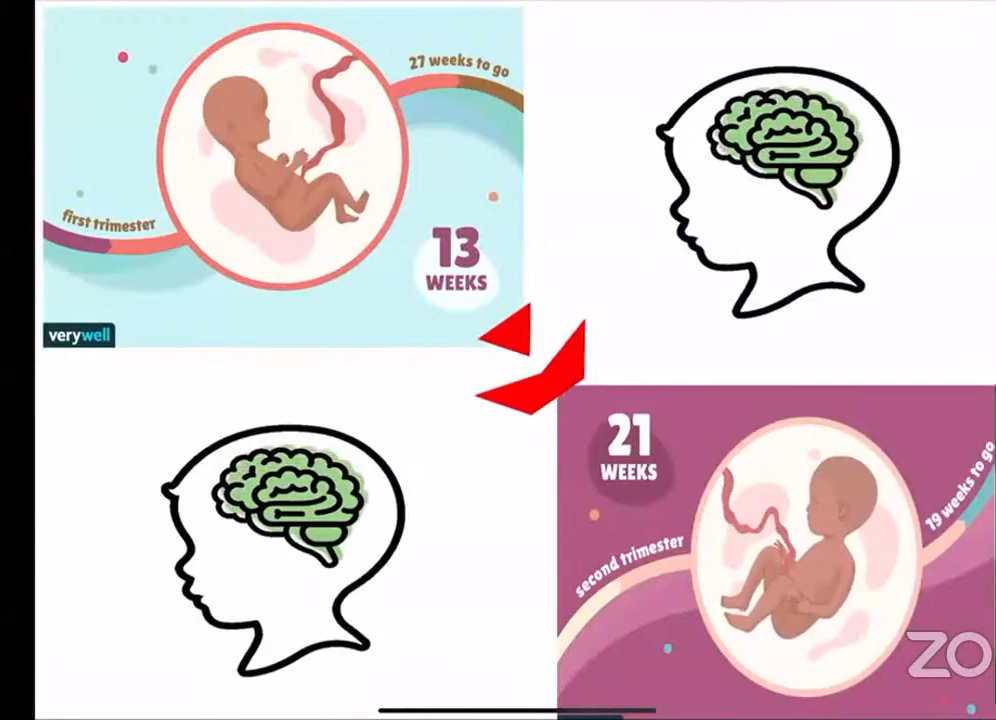 27 weeks to go
first trimester
13
WEEKS
verywell
21
WEEKS
19 weeks to go
second trimester
ZO